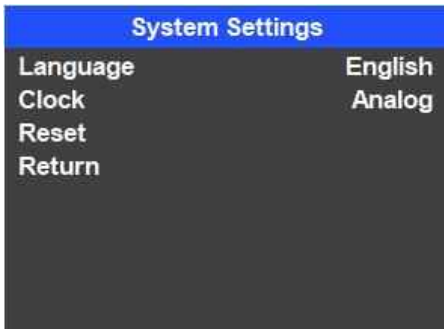 System Settings
Language English
Clock Analog
Reset
Return